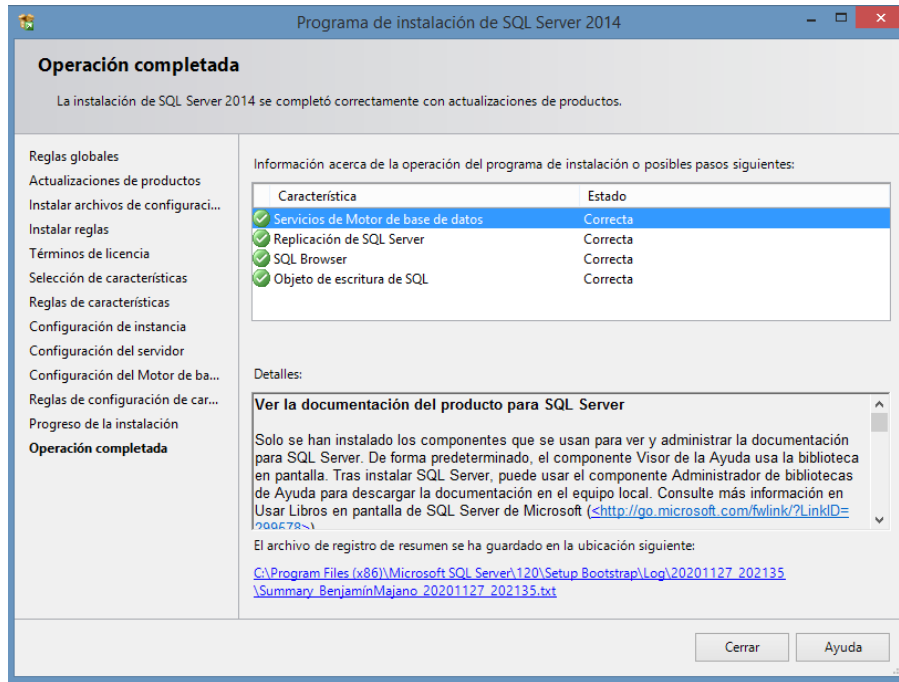 Programa de instalación de SQL Server 2014
Operación completada
La instalación de SQL Server 2014 se completó correctamente con actualizaciones de productos.
Reglas globales
Actualizaciones de productos
Instalar archivos de configuraci...
Instalar reglas
Términos de licencia
Selección de características
Reglas de características
Configuración de instancia
Configuración del servidor
Configuración del Motor de ba...
Reglas de configuración de car...
Progreso de la instalación
Operación completada
Información acerca de la operación del programa de instalación o posibles pasos siguientes:
Característica Estado
Servicios de Motor de base de datos Correcta
Replicación de SQL Server Correcta
SQL Browser Correcta
Objeto de escritura de SQL Correcta
Detalles:
Ver la documentación del producto para SQL Server
Solo se han instalado los componentes que se usan para ver y administrar la documentación
para SQL Server. De forma predeterminado, el componente Visor de la Ayuda usa la biblioteca
en pantalla. Tras instalar SQL Server, puede usar el componente Administrador de bibliotecas
de Ayuda para descargar la documentación en el equipo local. Consulte más información en
Usar Libros en pantalla de SQL Server de Microsoft (<http://go.microsoft.com/fwlink/?LinkID=
299678>)
El archivo de registro de resumen se ha guardado en la ubicación siguiente:
C:\Program Files (x86)\Microsoft SQL Server\120\Setup Bootstrap\Log\20201127_202135
\Summary_BenjamínMajano_20201127_202135.txt
Cerrar Ayuda